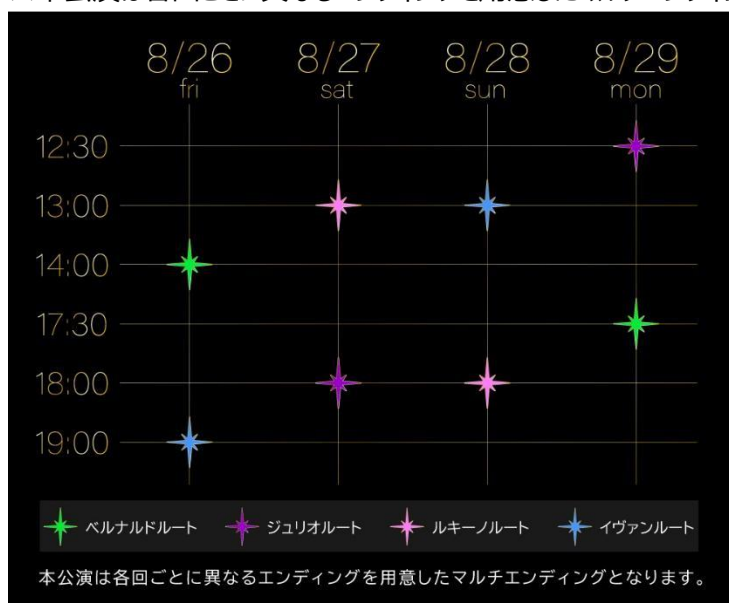 8/26 8/27 8/28 8/29
fri sat sun mon
12:30
13:00
14:00
17:30
18:00
19:00
ベルナルドルート ジュリオルート ルキーノルート イヴァンルート
本公演は各回ごとに異なるエンディングを用意したマルチエンディングとなります。